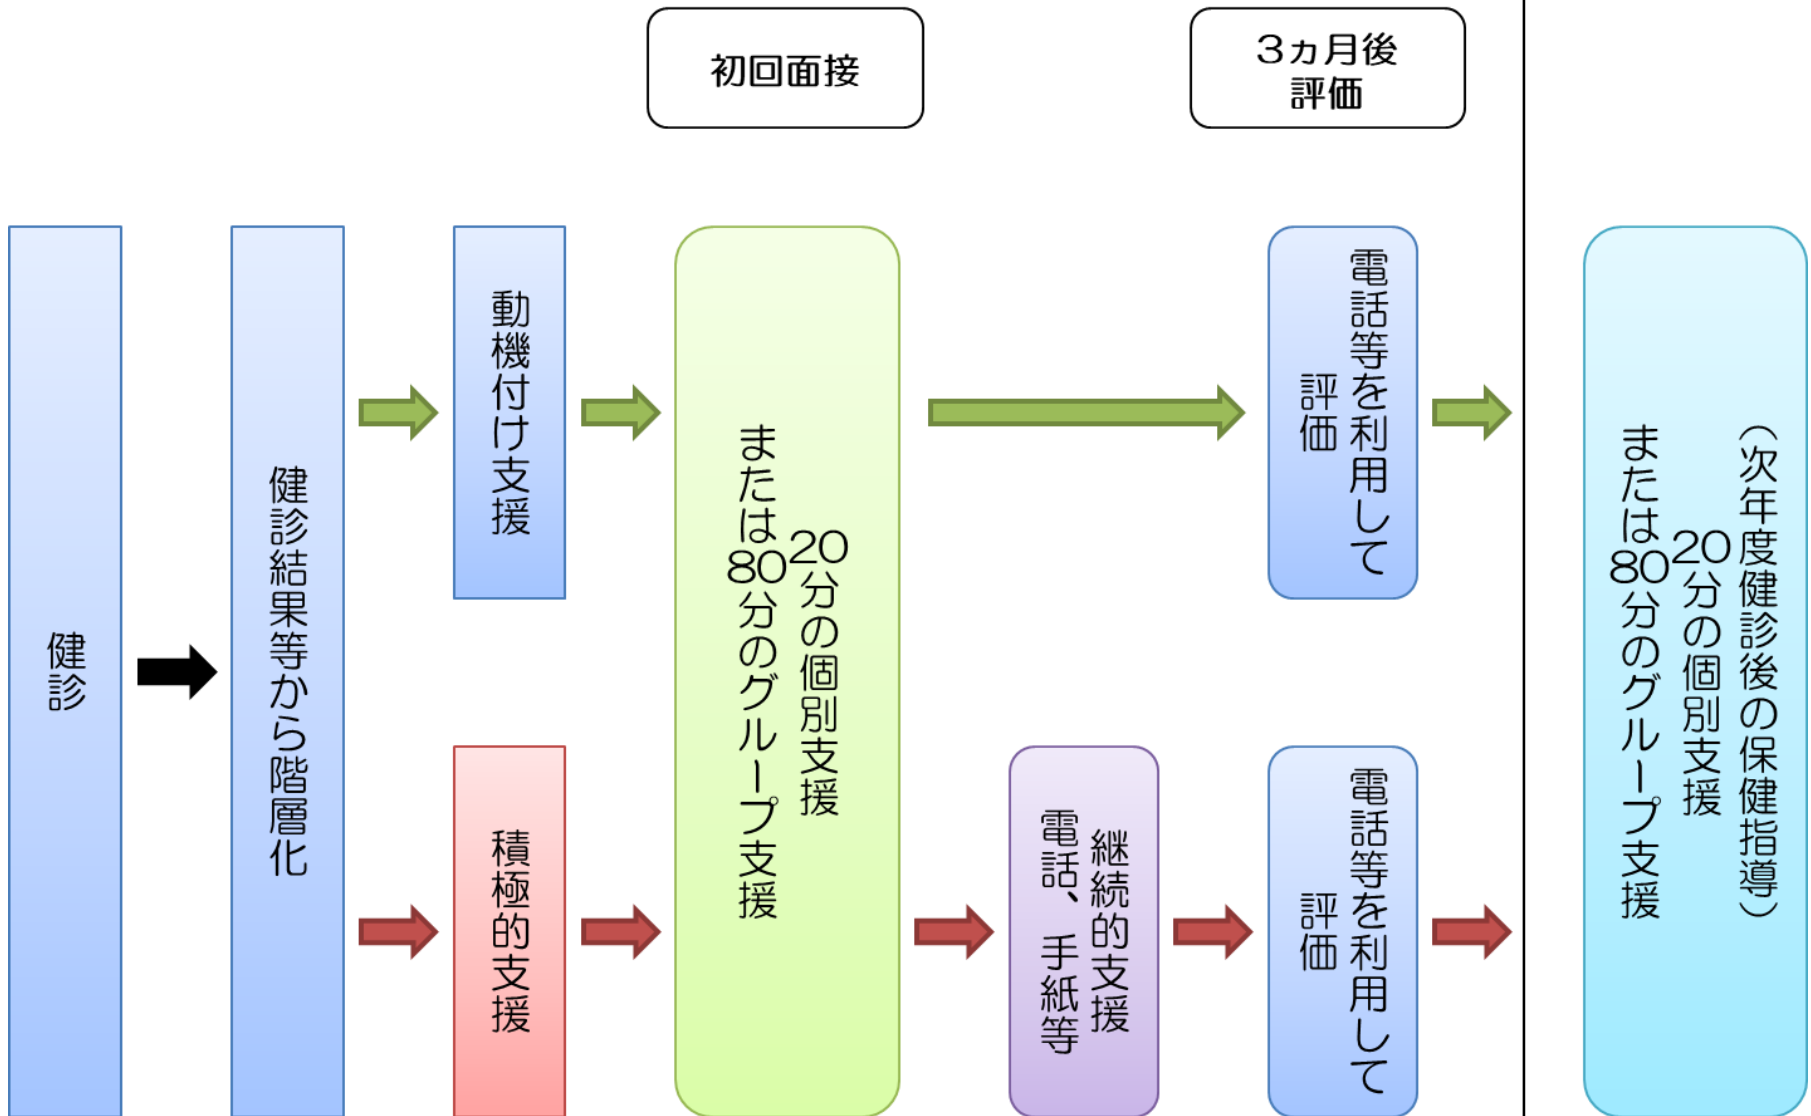 初回面接
3ヵ月後
評価
健診
健診結果等から階層化
動機付け支援
積極的支援
20分の個別支援
または80分のグループ支援
継続的支援
電話、手紙等
電話等を利用して
評価
電話等を利用して
評価
（次年度健診後の保健指導）
20分の個別支援
または80分のグループ支援